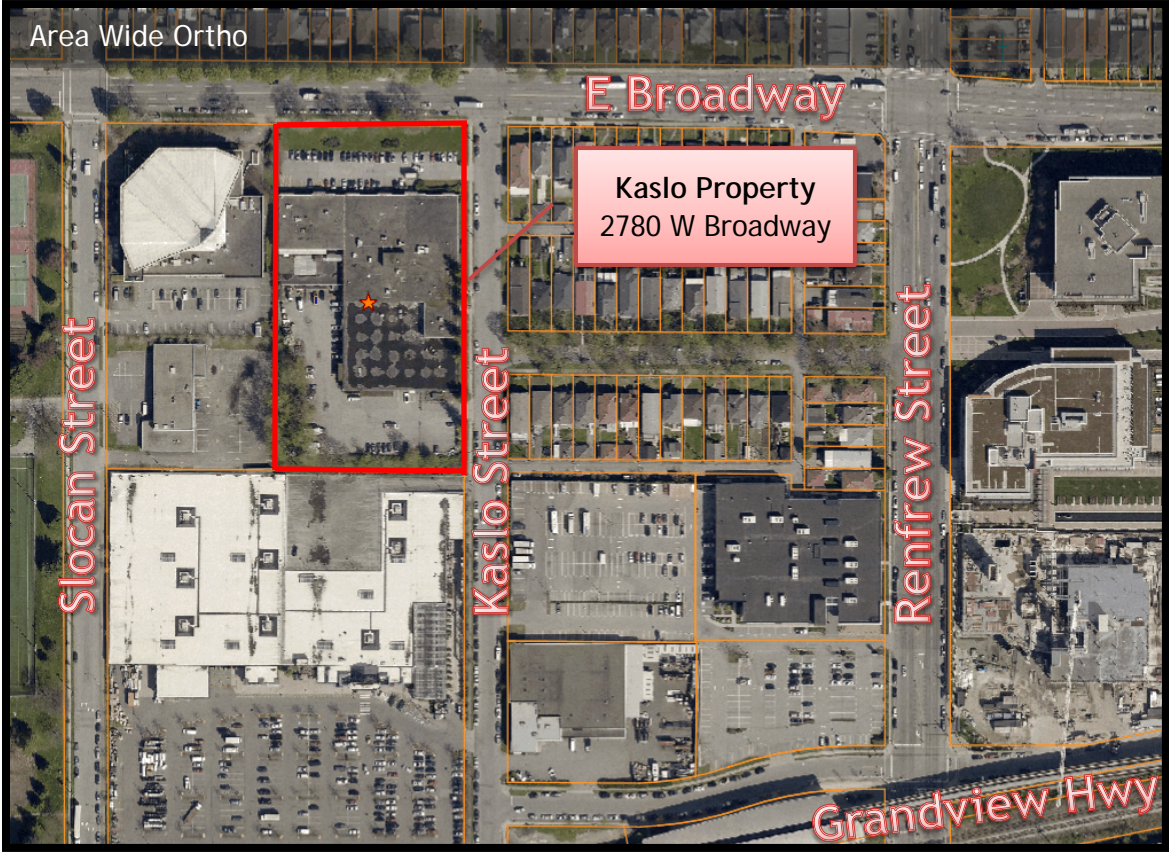 Area Wide Ortho
E Broadway
Kaslo Property
2780 W Broadway
Slocan Street
Kaslo Street
Renfrew Street
Grandview Hwy